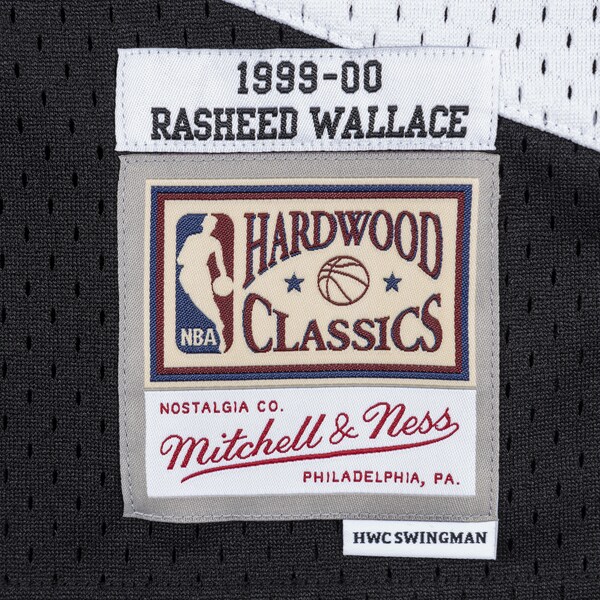 1999-00
RASHEED WALLACE
HARDWOOD
NBA
CLASSICS
NOSTALGIA CO.
Mitchell & Ness
PHILADELPHIA, PA.
HWC SWINGMAN